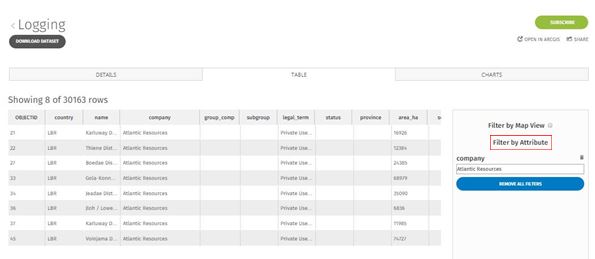 Logging
SUBSCRIBE
DOWNLOAD DATASET
OPEN IN ARCGIS SHARE
DETAILS TABLE CHARTS
Showing 8 of 30163 rows
OBJECTID country name company group_comp subgroup legal_term status province area_ha
21 LBR Karluway D... Atlantic Resources Private Use... 16926
22 LBR Thiene Dist... Atlantic Resources Private Use... 12384
27 LBR Boedae Dis... Atlantic Resources Private Use... 24385
33 LBR Gola-Konn... Atlantic Resources Private Use... 68979
34 LBR Jeadae Dis... Atlantic Resources Private Use... 35090
36 LBR Jloh / Lowe... Atlantic Resources Private Use... 6836
37 LBR Karluway D... Atlantic Resources Private Use... 11985
45 LBR Voinjama D... Atlantic Resources Private Use... 74727
Filter by Map View
Filter by Attribute
company
Atlantic Resources
REMOVE ALL FILTERS